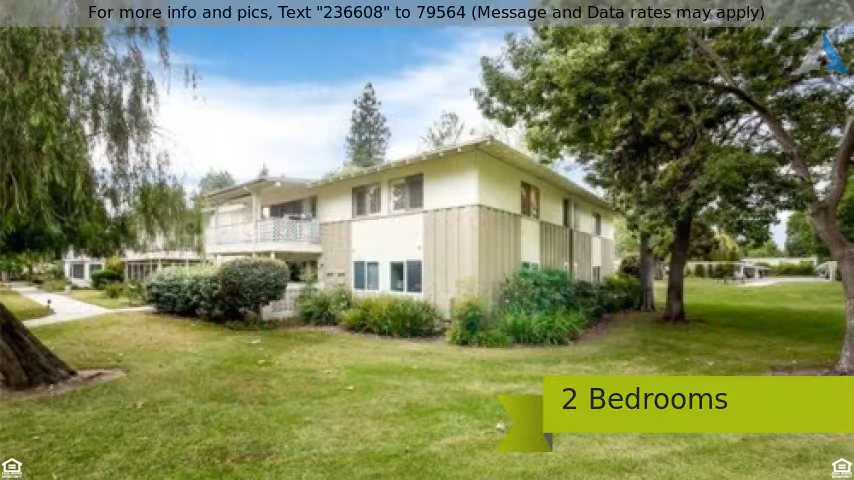 For more info and pics, Text "236608" to 79564 (Message and Data rates may apply)
2 Bedrooms